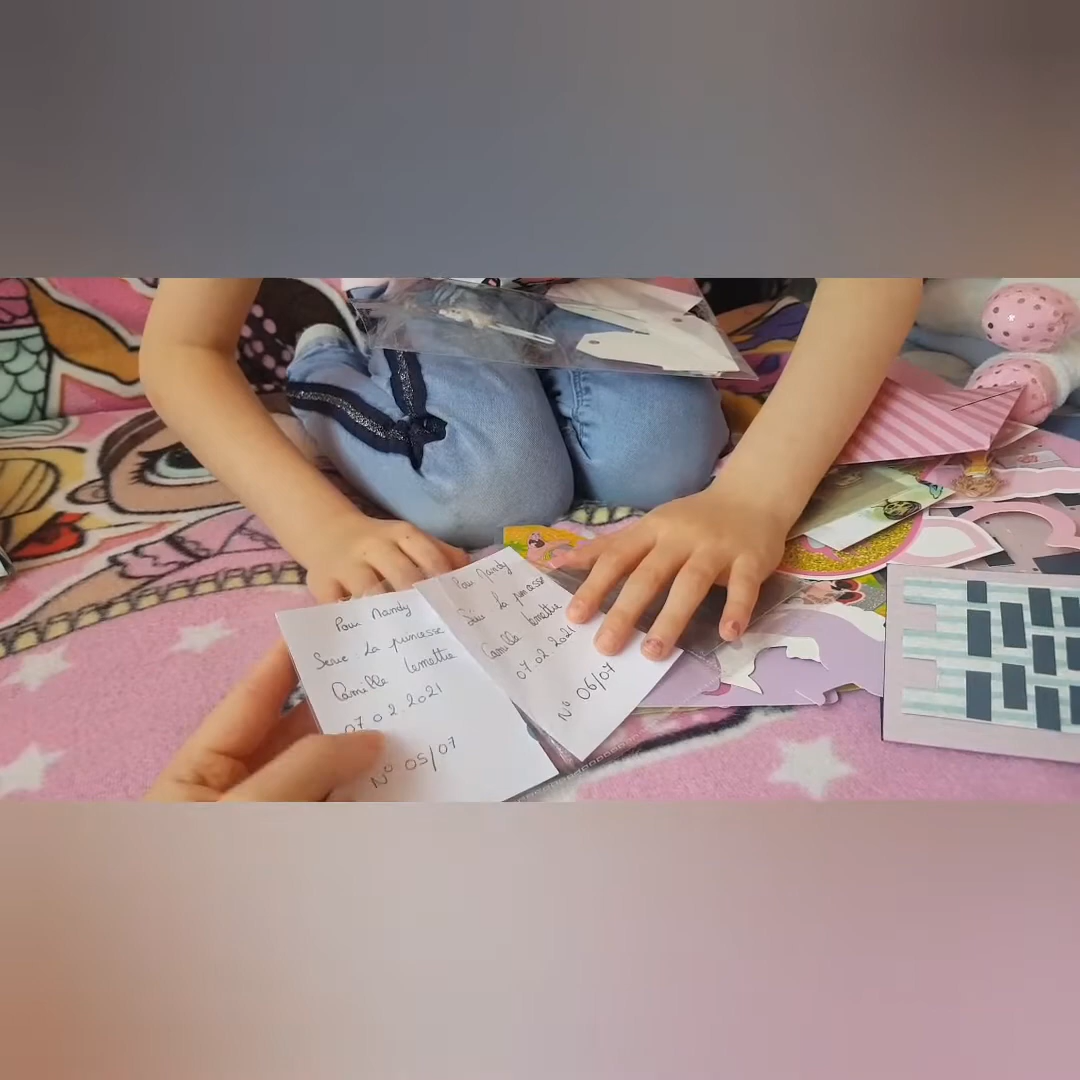 Pour Nandy
Serie La princesse
Camille Lemettre
07.02.2021
N° 05/07
Pour Nandy
Série La princesse
Camille Lemettre
07.02.2021
N° 06/07